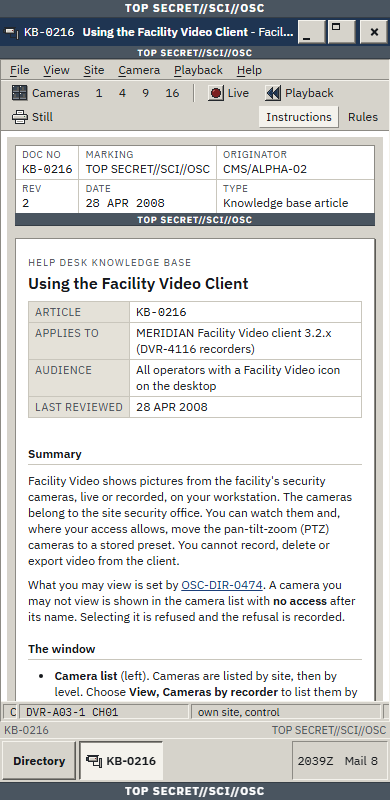 TOP SECRET//SCI//OSC
KB-0216 Using the Facility Video Client - Facil...
TOP SECRET//SCI//OSC
File View Site Camera Playback Help
Cameras 1 4 9 16 Live Playback
Still Instructions Rules
DOC NO MARKING ORIGINATOR
KB-0216 TOP SECRET//SCI//OSC CMS/ALPHA-02
REV DATE TYPE
2 28 APR 2008 Knowledge base article
TOP SECRET//SCI//OSC
HELP DESK KNOWLEDGE BASE
Using the Facility Video Client
ARTICLE KB-0216
APPLIES TO MERIDIAN Facility Video client 3.2.x
(DVR-4116 recorders)
AUDIENCE All operators with a Facility Video icon
on the desktop
LAST REVIEWED 28 APR 2008
Summary
Facility Video shows pictures from the facility's security
cameras, live or recorded, on your workstation. The cameras
belong to the site security office. You can watch them and,
where your access allows, move the pan-tilt-zoom (PTZ)
cameras to a stored preset. You cannot record, delete or
export video from the client.
What you may view is set by OSC-DIR-0474. A camera you
may not view is shown in the camera list with no access after
its name. Selecting it is refused and the refusal is recorded.
The window
• Camera list (left). Cameras are listed by site, then by
level. Choose View, Cameras by recorder to list them by
C DVR-A03-1 CH01 own site, control
KB-0216 TOP SECRET//SCI//OSC
Directory KB-0216 2039Z Mail 8
TOP SECRET//SCI//OSC